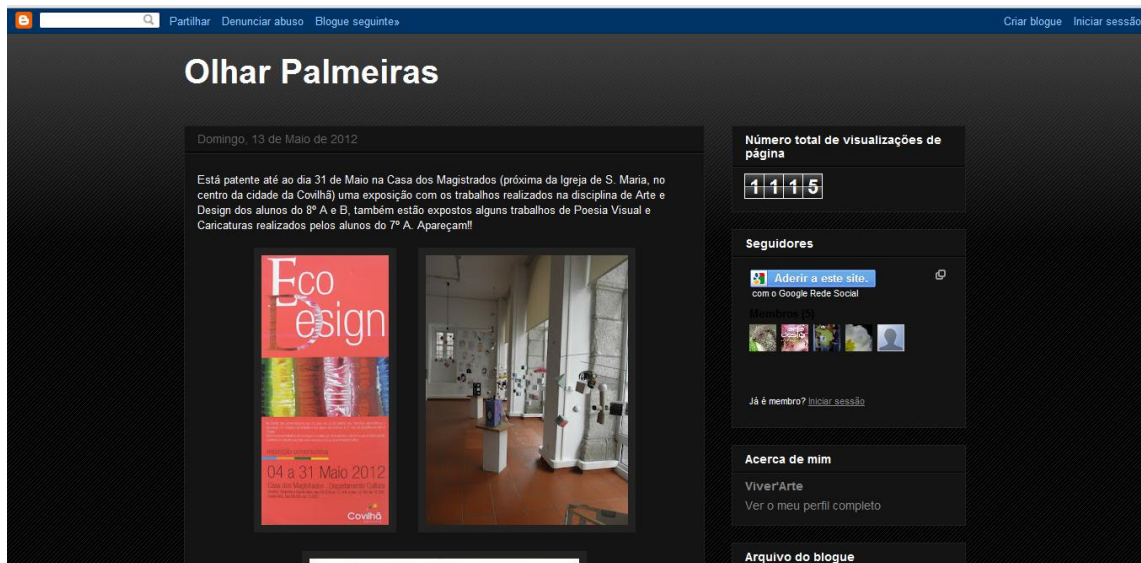 Partilhar Denunciar abuso Blogue seguinte»
Criar blogue Iniciar sessão
Olhar Palmeiras
Domingo, 13 de Maio de 2012
Está patente até ao dia 31 de Maio na Casa dos Magistrados (próxima da Igreja de S. Maria, no
centro da cidade da Covilhã) uma exposição com os trabalhos realizados na disciplina de Arte e
Design dos alunos do 8º A e B, também estão expostos alguns trabalhos de Poesia Visual e
Caricaturas realizados pelos alunos do 7º A. Apareçam!!
Eco
Design
04 a 31 Maio 2012
Casa dos Magistrados - Departamento Cultura
Covilhã
Número total de visualizações de
página
1115
Seguidores
Aderir a este site.
com o Google Rede Social
Membros (5)
Já é membro? Iniciar sessão
Acerca de mim
Viver'Arte
Ver o meu perfil completo
Arquivo do blogue